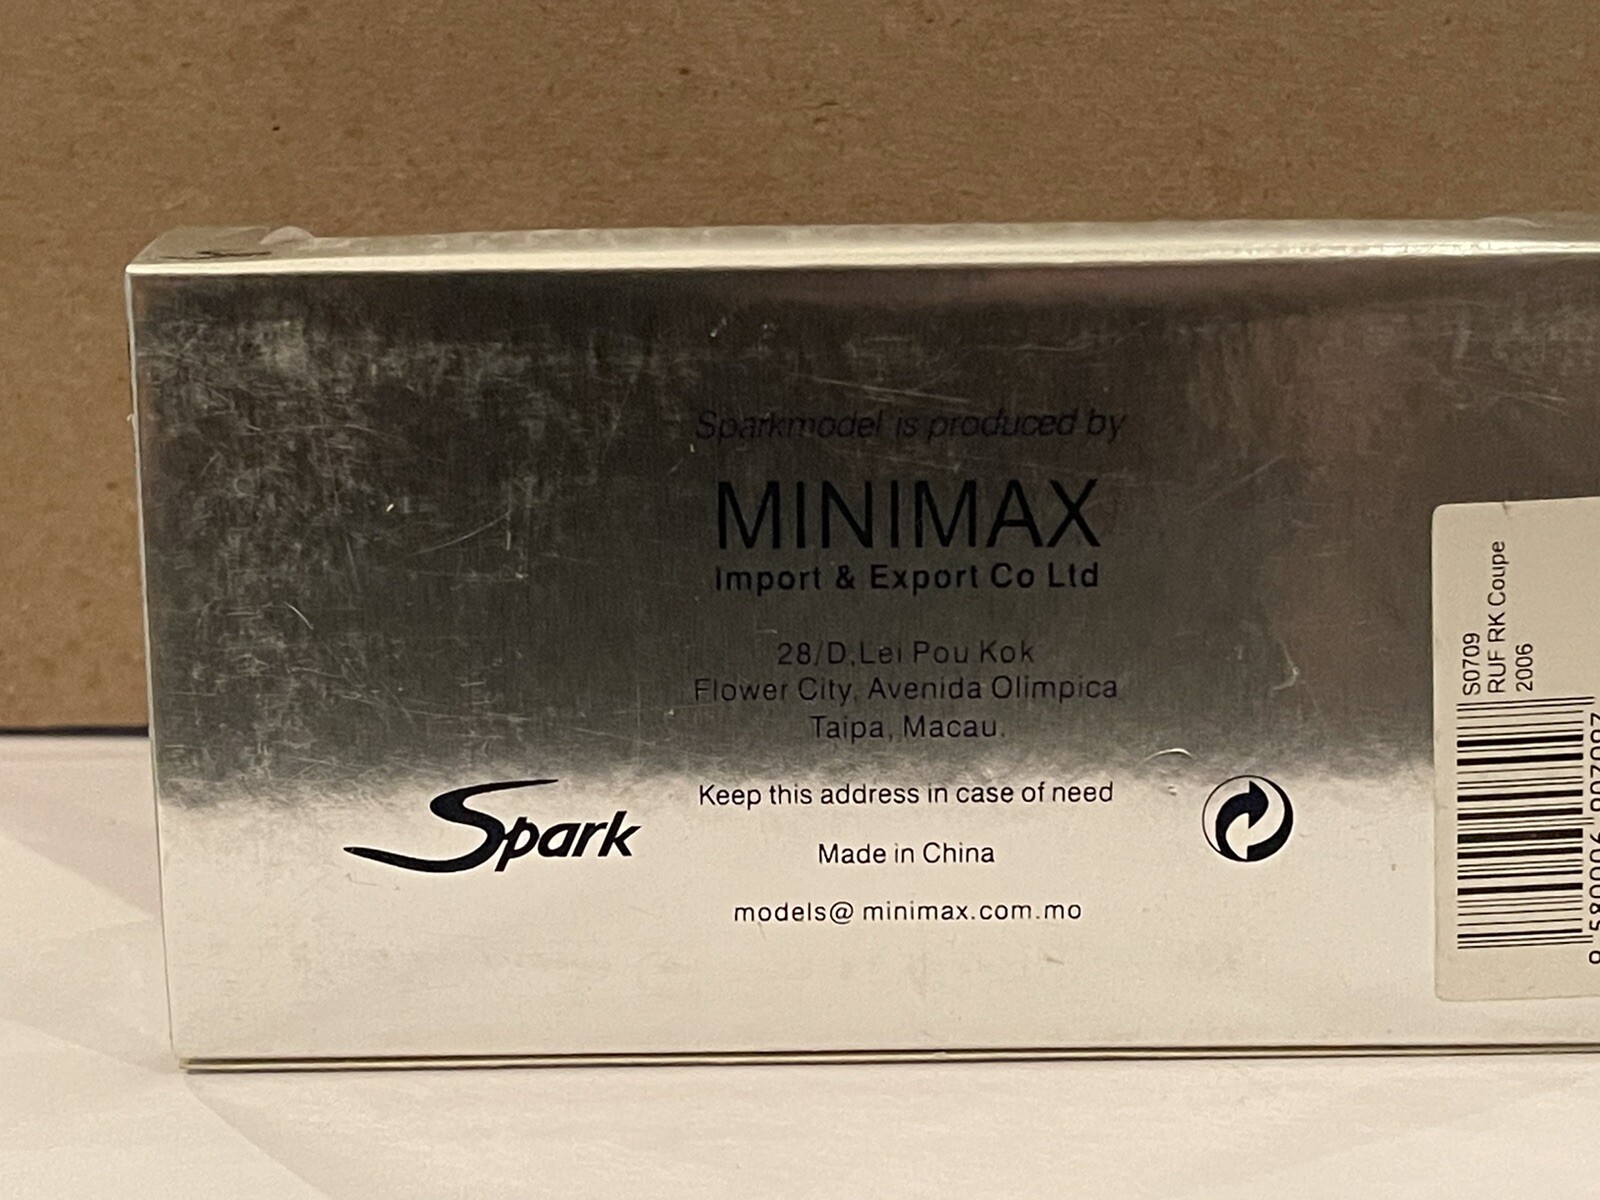 Sparkmodel is produced by
MINIMAX
Import & Export Co Ltd
28/D,Lei Pou Kok
Flower City, Avenida Olimpica
Taipa, Macau.
Spark
Keep this address in case of need
Made in China
models@ minimax.com.mo
S0709
RUF RK Coupe
2006